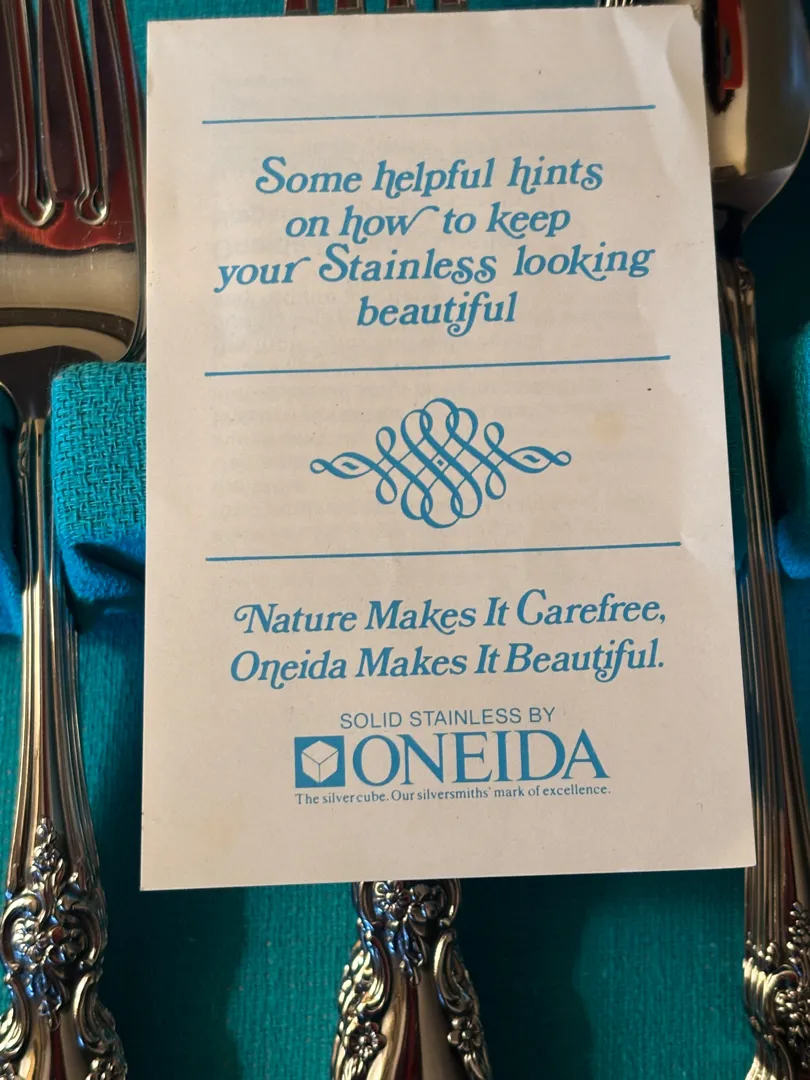 Some helpful hints
on how to keep
your Stainless looking
beautiful
Nature Makes It Carefree,
Oneida Makes It Beautiful.
SOLID STAINLESS BY
ONEIDA
The silver cube. Our silversmiths' mark of excellence.